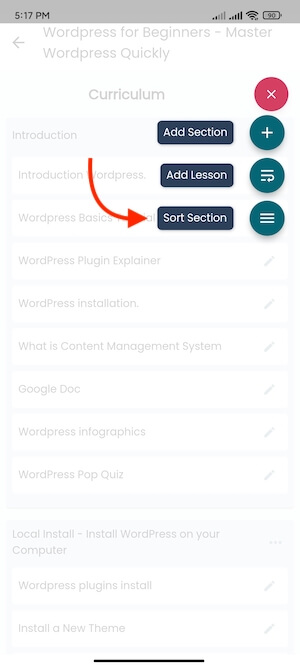 5:17 PM
90
Wordpress for Beginners - Master
Wordpress Quickly
Curriculum
Introduction
Add Section
Introduction Wordpress.
Add Lesson
Wordpress Basics
Sort Section
WordPress Plugin Explainer
WordPress installation.
What is Content Management System
Google Doc
Wordpress infographics
WordPress Pop Quiz
Local Install - Install WordPress on your
Computer
Wordpress plugins install
Install a New Theme